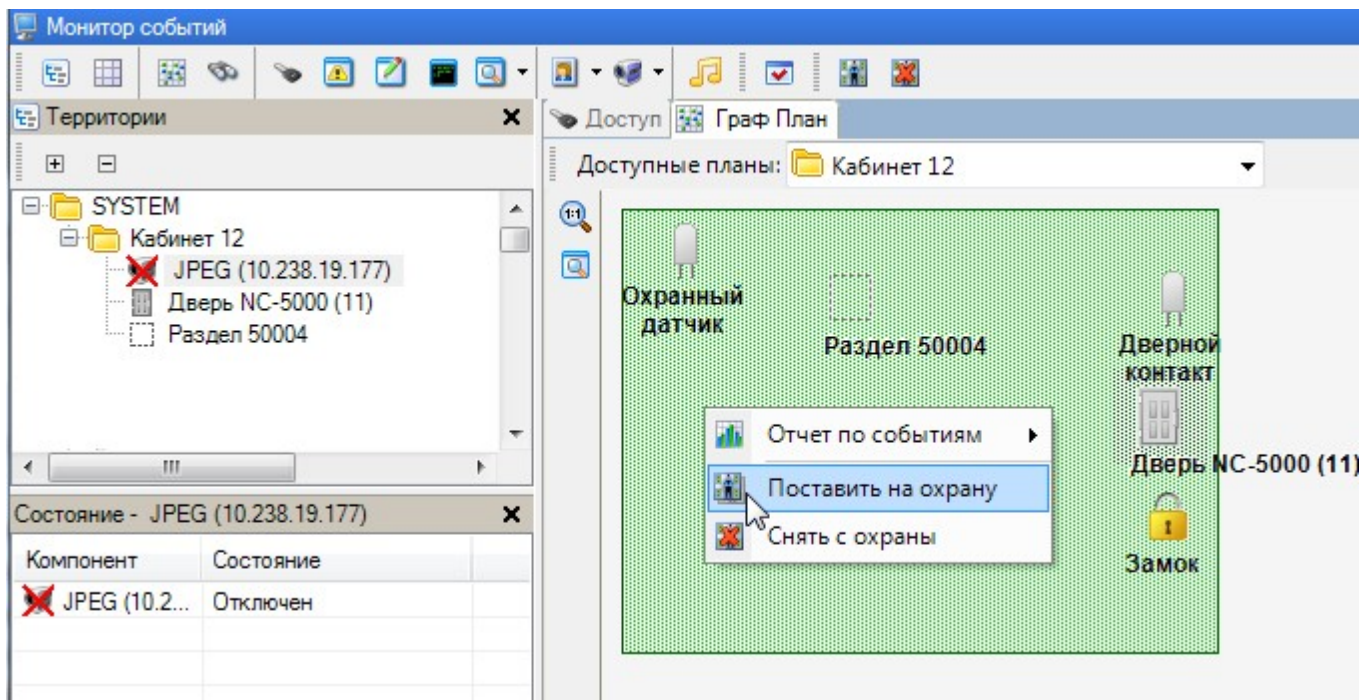 Монитор событий
Территории
SYSTEM
Кабинет 12
JPEG (10.238.19.177)
Дверь NC-5000 (11)
Раздел 50004
Состояние - JPEG (10.238.19.177)
Компонент Состояние
JPEG (10.2... Отключен
Доступ Граф План
Доступные планы: Кабинет 12
1:1
Охранный
датчик
Раздел 50004
Дверной
контакт
Дверь NC-5000 (11)
Замок
Отчет по событиям
Поставить на охрану
Снять с охраны